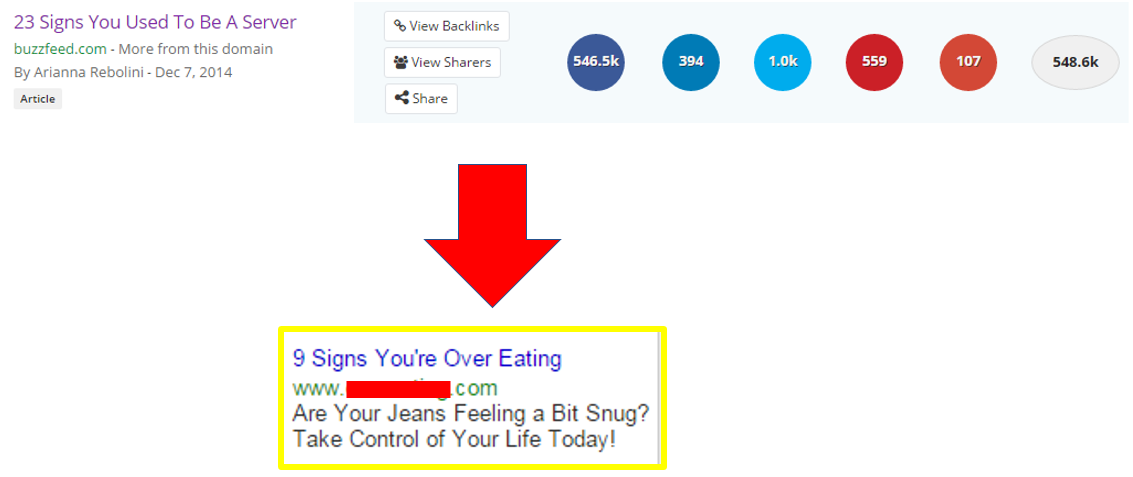 23 Signs You Used To Be A Server
buzzfeed.com - More from this domain
By Arianna Rebolini - Dec 7, 2014
Article
View Backlinks
View Sharers
Share
546.5k
394
1.0k
559
107
548.6k
9 Signs You're Over Eating
www. .com
Are Your Jeans Feeling a Bit Snug?
Take Control of Your Life Today!